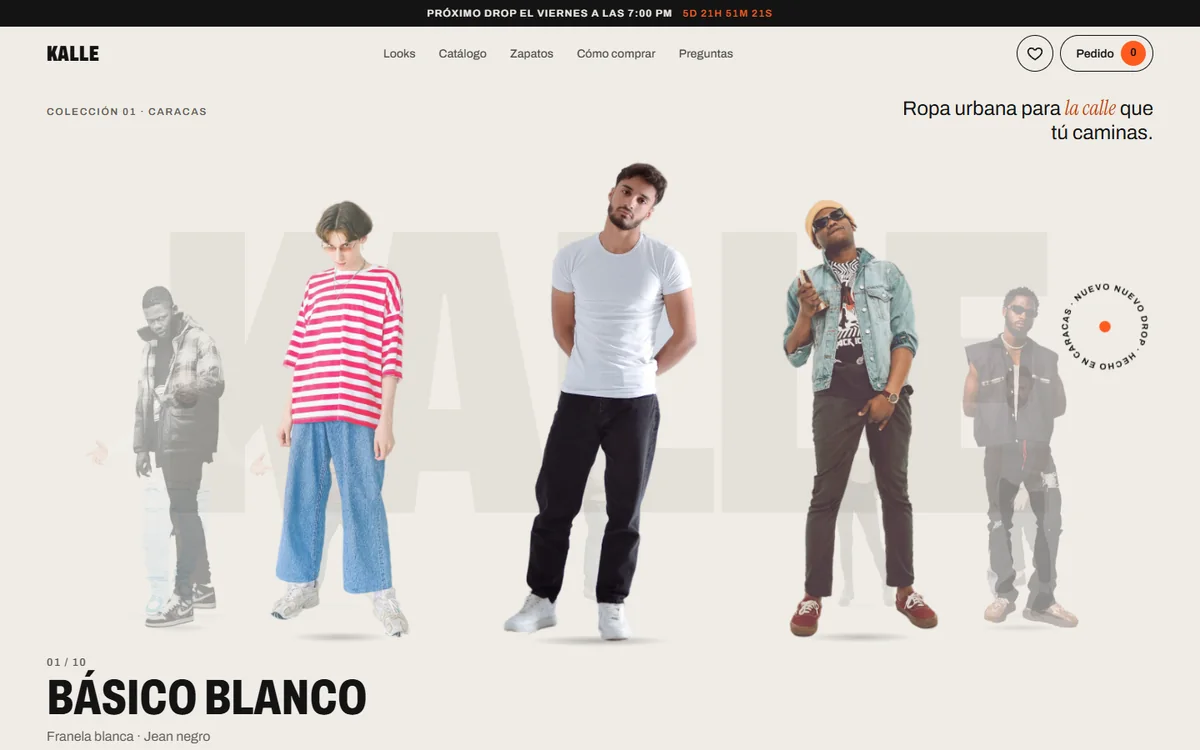 PRÓXIMO DROP EL VIERNES A LAS 7:00 PM 5D 21H 51M 21S
KALLE
Looks
Catálogo
Zapatos
Cómo comprar
Preguntas
Pedido 0
COLECCIÓN 01 · CARACAS
Ropa urbana para la calle que
tú caminas.
KALLE
NUEVO DROP · HECHO EN CARACAS · NUEVO
01 / 10
BÁSICO BLANCO
Franela blanca · Jean negro